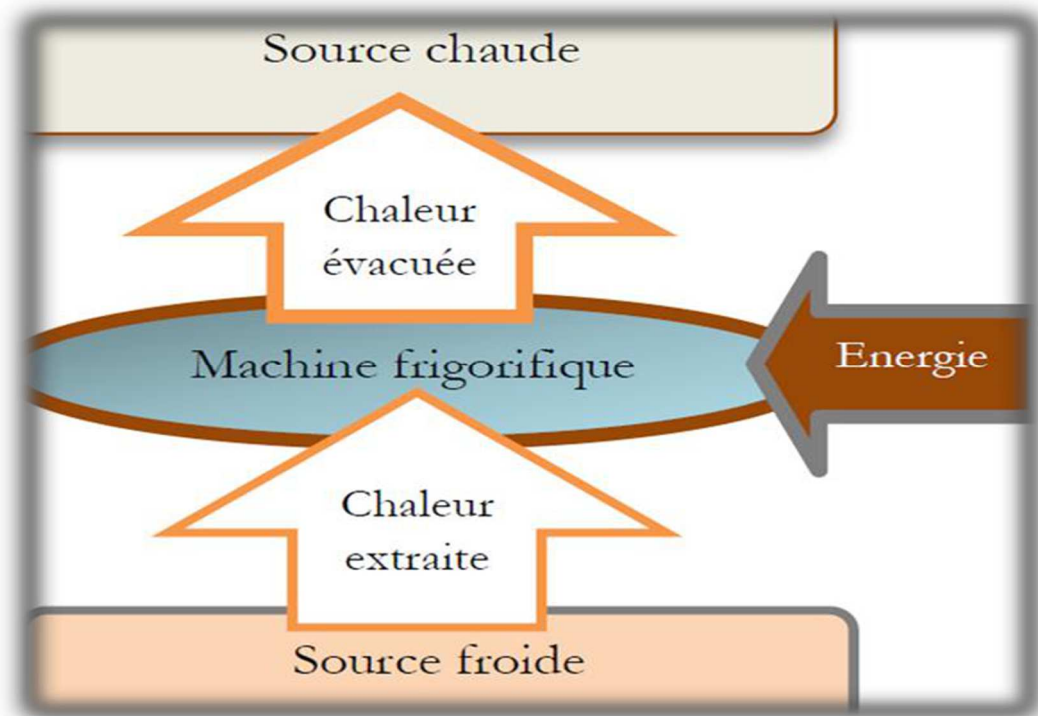 Source chaude
Chaleur
évacuée
Machine frigorifique
Energie
Chaleur
extraite
Source froide